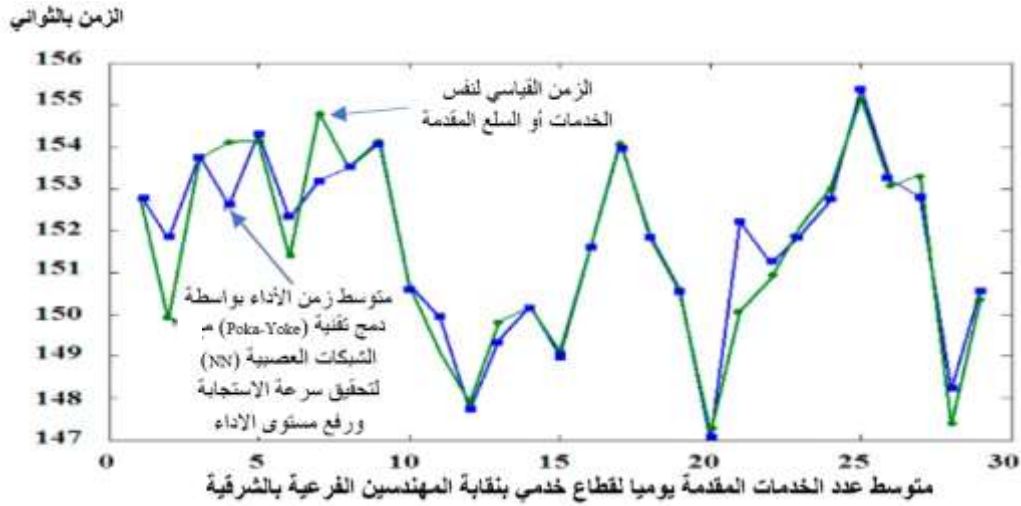 الزمن بالثواني
156
155
154
153
152
151
150
149
148
147
الزمن القياسي لنفس
الخدمات أو السلع المقدمة
متوسط زمن الأداء بواسطة
دمج تقنية (Poka-Yoke) مـ
الشبكات العصبية (NN)
لتحقيق سرعة الاستجابة
ورفع مستوى الاداء
0 5 10 15 20 25 30
متوسط عدد الخدمات المقدمة يوميا لقطاع خدمي بنقابة المهندسين الفرعية بالشرقية